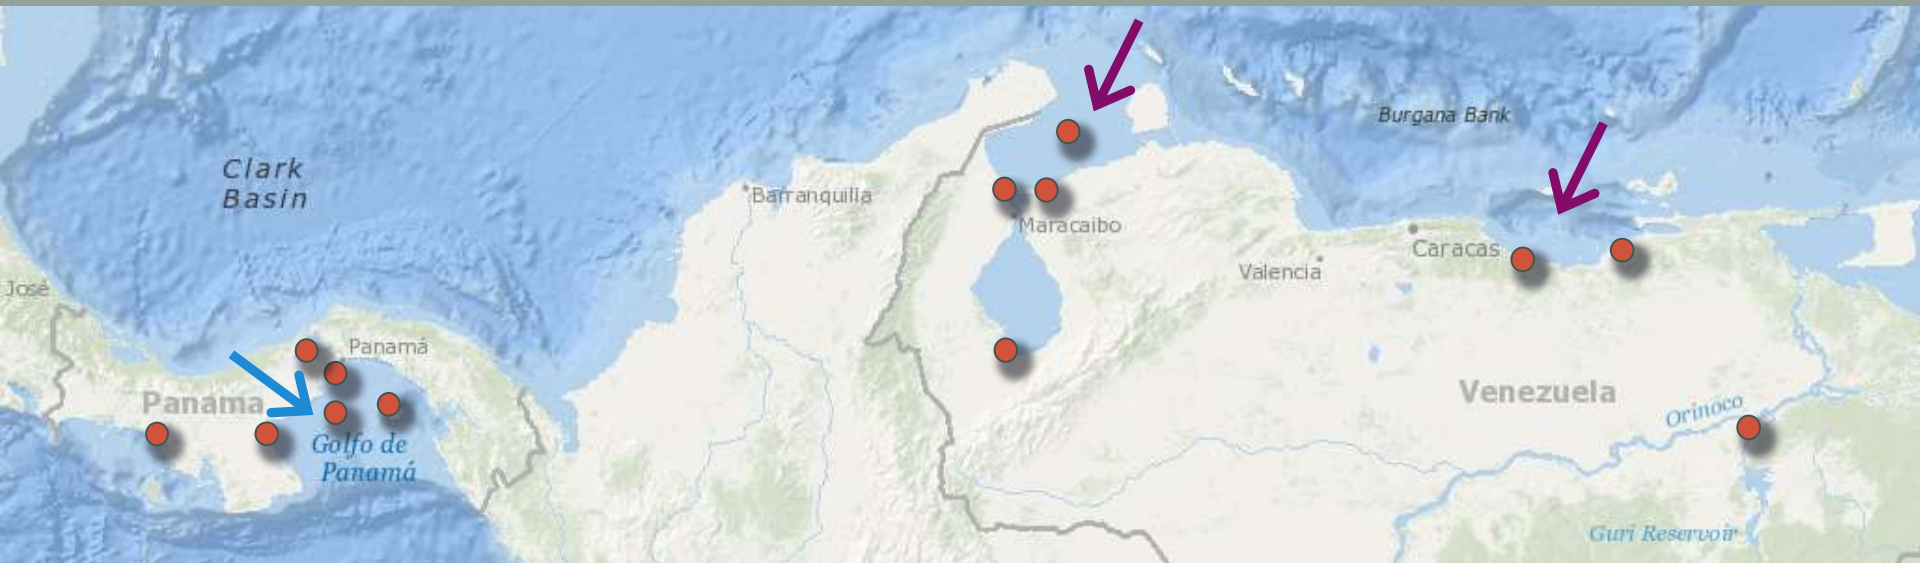 Clark
Basin
Burgana Bank
Barranquilla
Maracaibo
Caracas
Valencia
José
Panamá
Panama
Venezuela
Orinoco
Golfo de
Panamá
Guri Reservoir